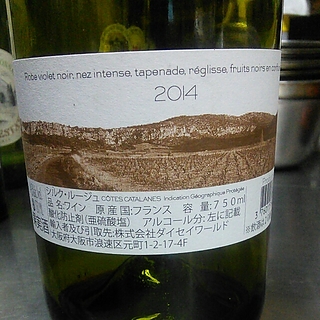 Robe violet noir, nez intense, tapenade, réglisse, fruits noirs en confi
2014
シルク・ルージュ CÔTES CATALANES Indication Géographique Protégée
品名:ワイン 原産国:フランス 容量:750ml
酸化防止剤(亜硫酸塩) アルコール分:左に記載
輸入者及び引取先:株式会社ダイセイワールド
大阪府大阪市浪速区元町1-2-17-4F